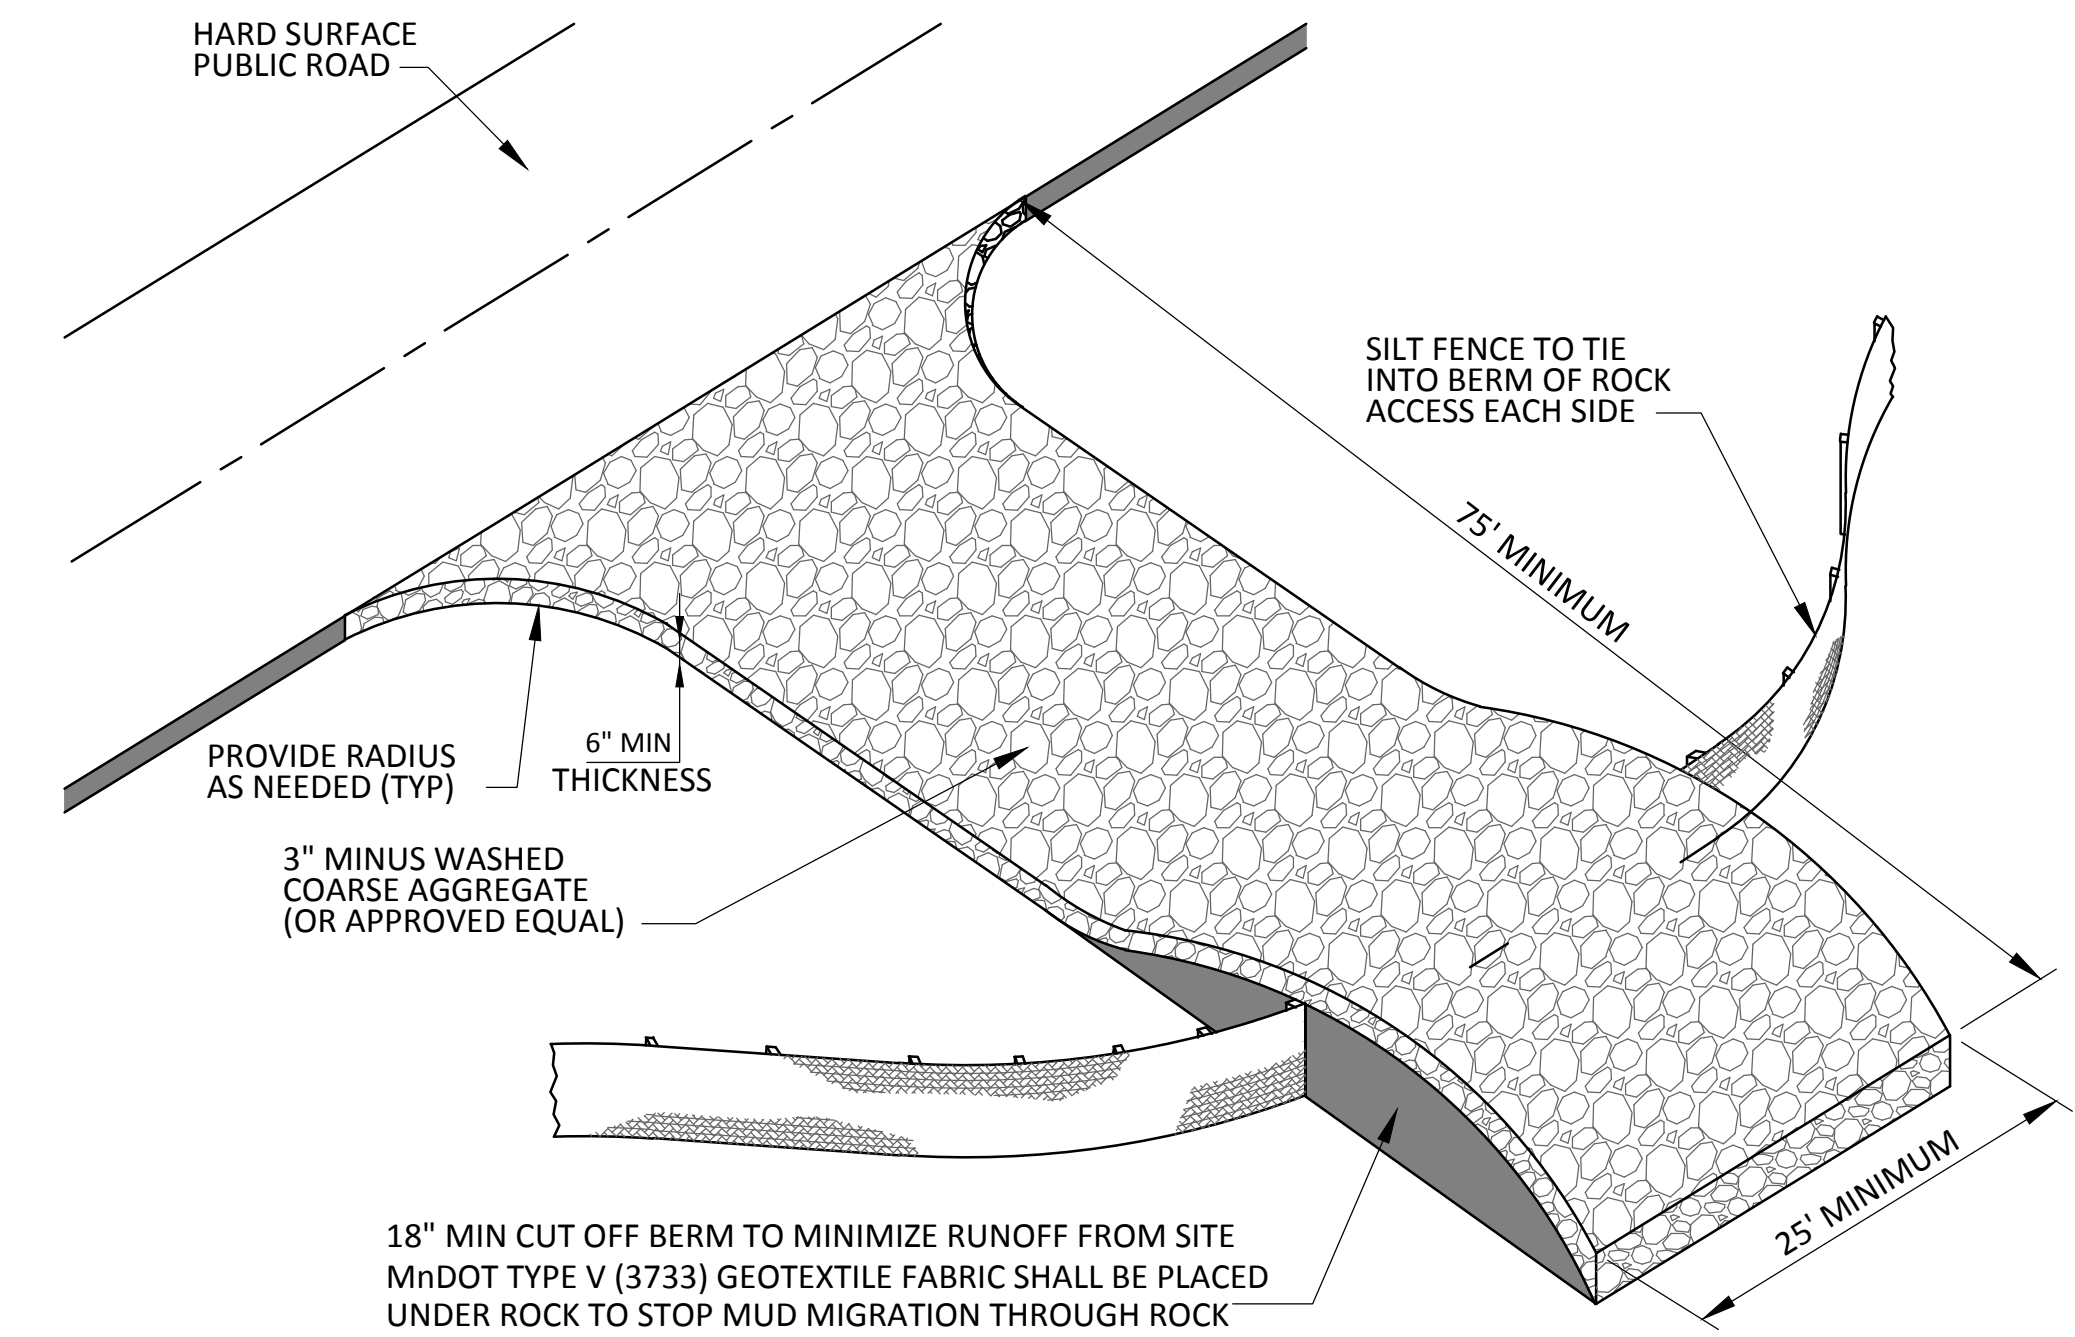 HARD SURFACE
PUBLIC ROAD
SILT FENCE TO TIE
INTO BERM OF ROCK
ACCESS EACH SIDE
75' MINIMUM
PROVIDE RADIUS
AS NEEDED (TYP)
6" MIN
THICKNESS
3" MINUS WASHED
COARSE AGGREGATE
(OR APPROVED EQUAL)
25' MINIMUM
18" MIN CUT OFF BERM TO MINIMIZE RUNOFF FROM SITE
MnDOT TYPE V (3733) GEOTEXTILE FABRIC SHALL BE PLACED
UNDER ROCK TO STOP MUD MIGRATION THROUGH ROCK